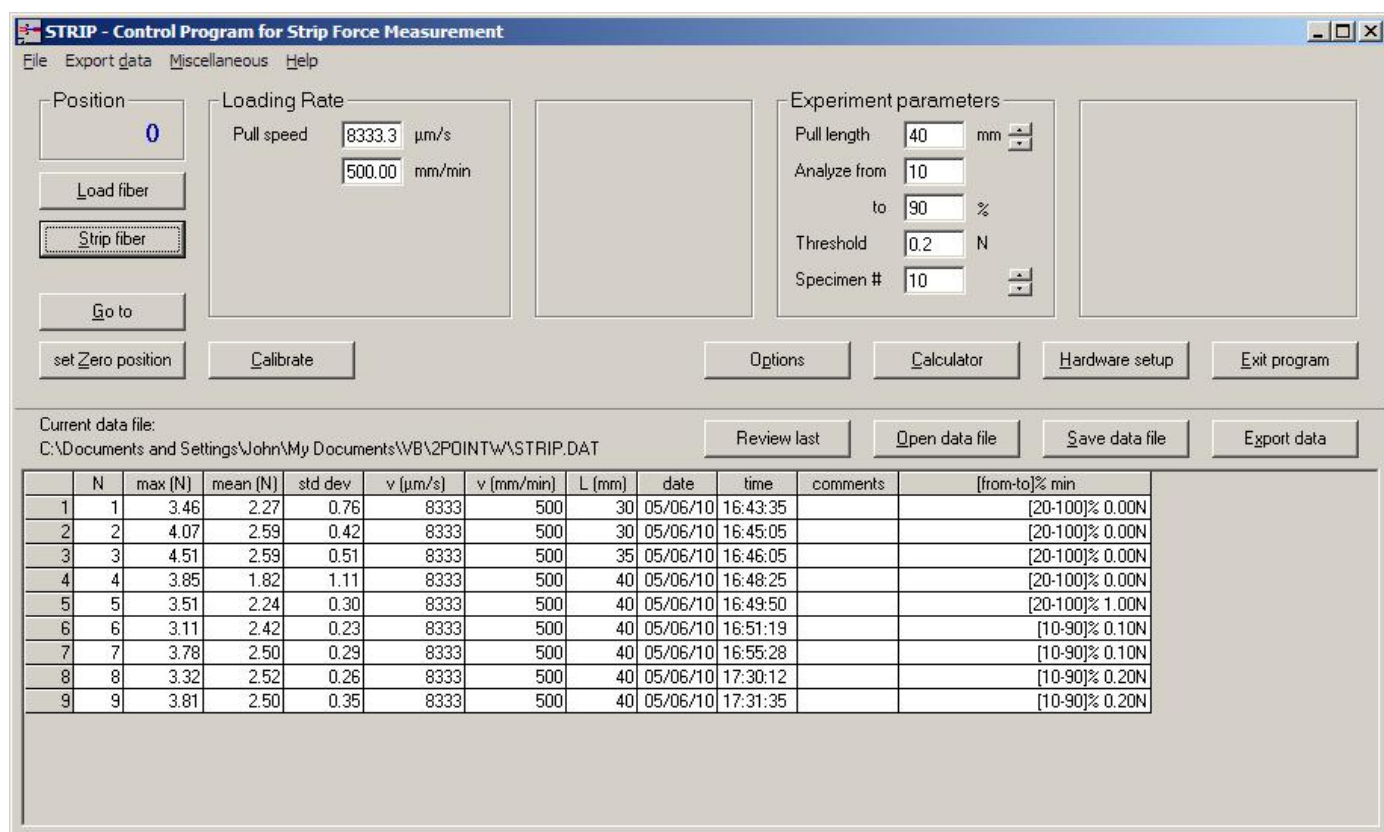 STRIP - Control Program for Strip Force Measurement
File Export data Miscellaneous Help
Position
0
Load fiber
Strip fiber
Go to
set Zero position
Loading Rate
Pull speed 8333.3 µm/s
500.00 mm/min
Calibrate
Experiment parameters
Pull length 40 mm
Analyze from 10
to 90 %
Threshold 0.2 N
Specimen # 10
Options Calculator Hardware setup Exit program
Current data file:
C:\Documents and Settings\John\My Documents\VB\2POINTW\STRIP.DAT
Review last Open data file Save data file Export data
N max (N) mean (N) std dev v (µm/s) v (mm/min) L (mm) date time comments [from-to]% min
1 1 3.46 2.27 0.76 8333 500 30 05/06/10 16:43:35 [20-100]% 0.00N
2 2 4.07 2.59 0.42 8333 500 30 05/06/10 16:45:05 [20-100]% 0.00N
3 3 4.51 2.59 0.51 8333 500 35 05/06/10 16:46:05 [20-100]% 0.00N
4 4 3.85 1.82 1.11 8333 500 40 05/06/10 16:48:25 [20-100]% 0.00N
5 5 3.51 2.24 0.30 8333 500 40 05/06/10 16:49:50 [20-100]% 1.00N
6 6 3.11 2.42 0.23 8333 500 40 05/06/10 16:51:19 [10-90]% 0.10N
7 7 3.78 2.50 0.29 8333 500 40 05/06/10 16:55:28 [10-90]% 0.10N
8 8 3.32 2.52 0.26 8333 500 40 05/06/10 17:30:12 [10-90]% 0.20N
9 9 3.81 2.50 0.35 8333 500 40 05/06/10 17:31:35 [10-90]% 0.20N